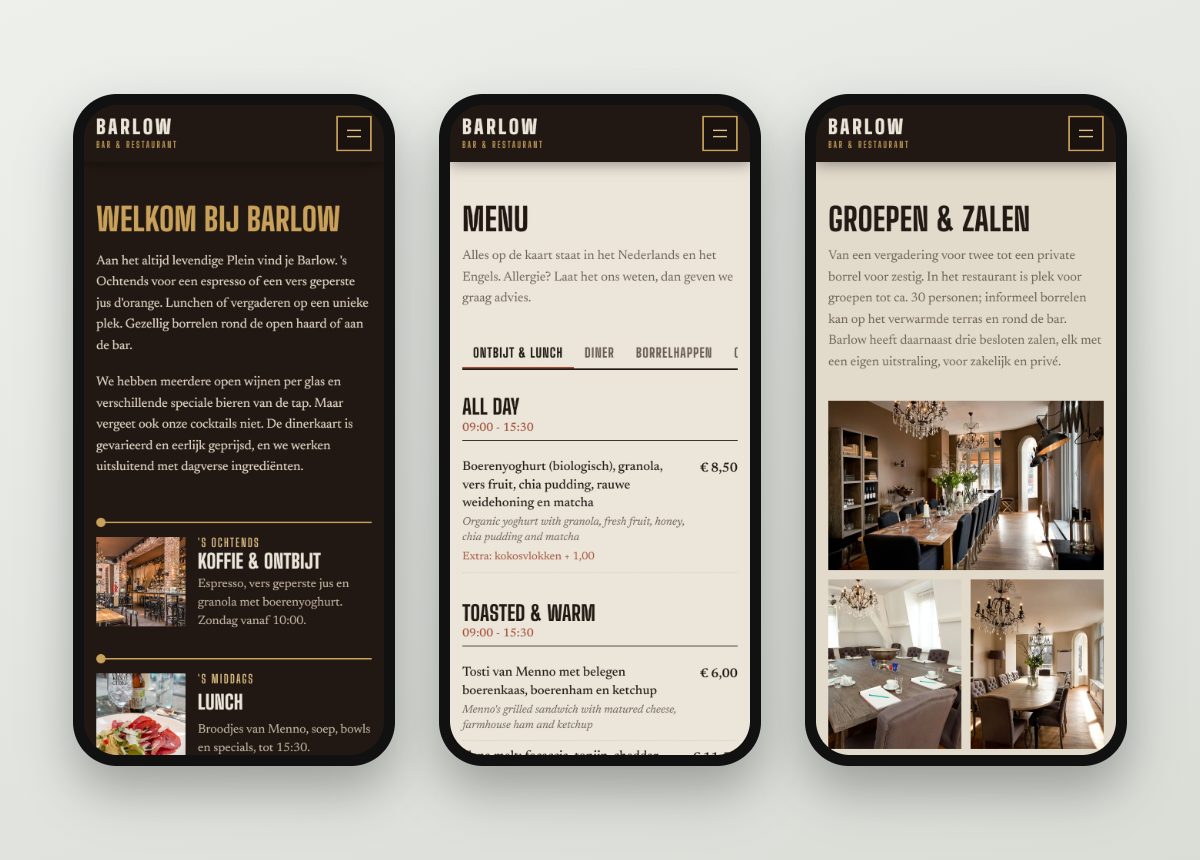 BARLOW
BAR & RESTAURANT
WELKOM BIJ BARLOW
Aan het altijd levendige Plein vind je Barlow. 's
Ochtends voor een espresso of een vers geperste
jus d'orange. Lunchen of vergaderen op een unieke
plek. Gezellig borrelen rond de open haard of aan
de bar.
We hebben meerdere open wijnen per glas en
verschillende speciale bieren van de tap. Maar
vergeet ook onze cocktails niet. De dinerkaart is
gevarieerd en eerlijk geprijsd, en we werken
uitsluitend met dagverse ingrediënten.
'S OCHTENDS
KOFFIE & ONTBIJT
Espresso, vers geperste jus en
granola met boerenyoghurt.
Zondag vanaf 10:00.
'S MIDDAGS
LUNCH
Broodjes van Menno, soep, bowls
en specials, tot 15:30.
BARLOW
BAR & RESTAURANT
MENU
Alles op de kaart staat in het Nederlands en het
Engels. Allergie? Laat het ons weten, dan geven we
graag advies.
ONTBIJT & LUNCH DINER BORRELHAPPEN
ALL DAY
09:00 - 15:30
Boerenyoghurt (biologisch), granola, € 8,50
vers fruit, chia pudding, rauwe
weidehoning en matcha
Organic yoghurt with granola, fresh fruit, honey,
chia pudding and matcha
Extra: kokosvlokken + 1,00
TOASTED & WARM
09:00 - 15:30
Tosti van Menno met belegen € 6,00
boerenkaas, boerenham en ketchup
Menno's grilled sandwich with matured cheese,
farmhouse ham and ketchup
BARLOW
BAR & RESTAURANT
GROEPEN & ZALEN
Van een vergadering voor twee tot een private
borrel voor zestig. In het restaurant is plek voor
groepen tot ca. 30 personen; informeel borrelen
kan op het verwarmde terras en rond de bar.
Barlow heeft daarnaast drie besloten zalen, elk met
een eigen uitstraling, voor zakelijk en privé.